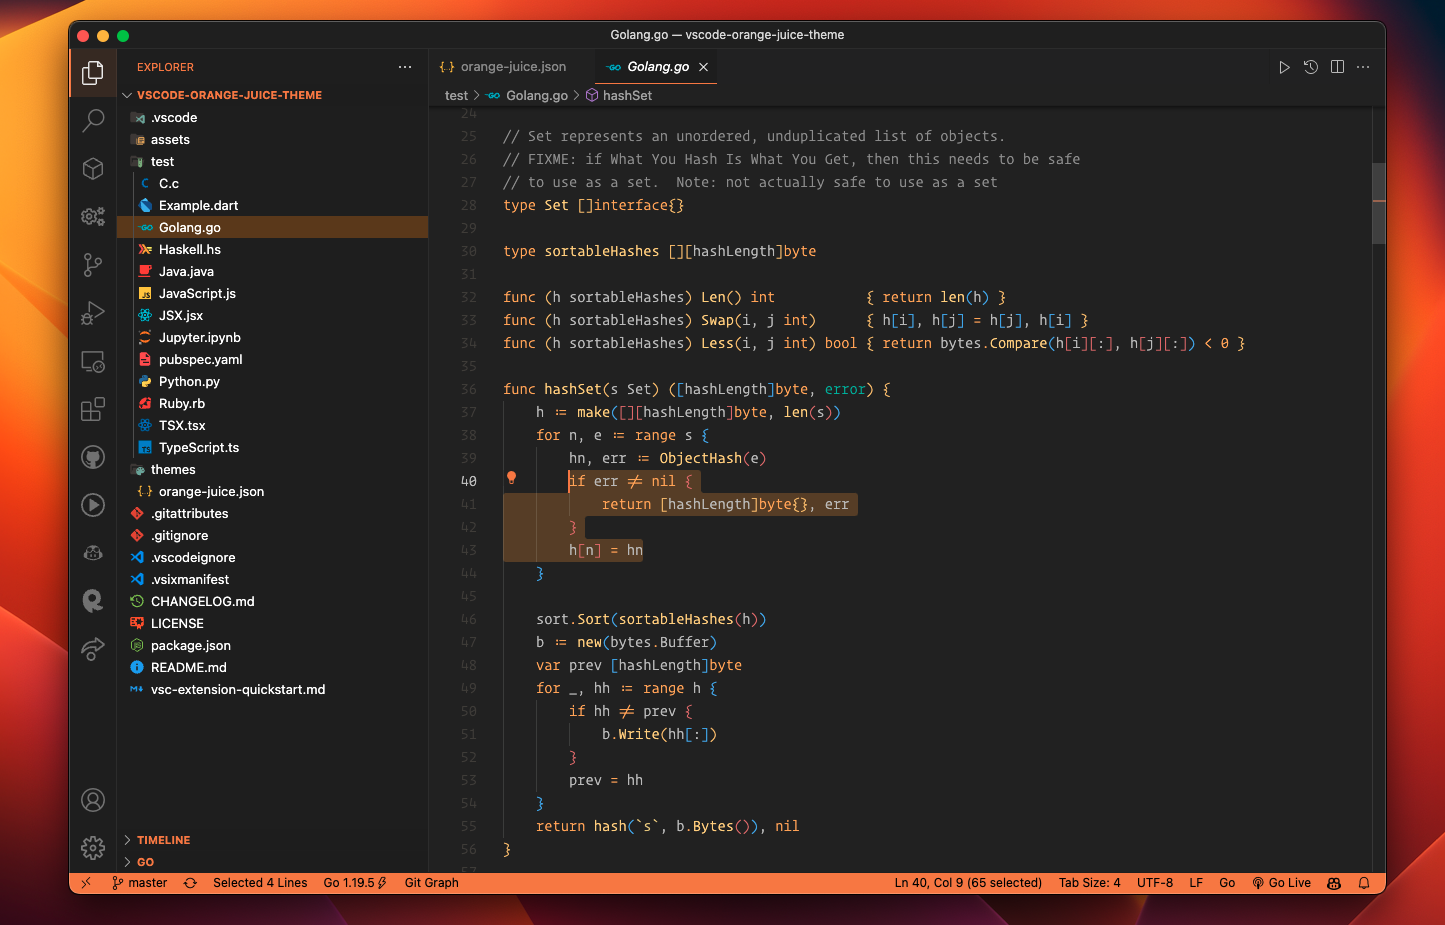 Golang.go — vscode-orange-juice-theme
EXPLORER
VSCODE-ORANGE-JUICE-THEME
.vscode
assets
test
C.c
Example.dart
Golang.go
Haskell.hs
Java.java
JavaScript.js
JSX.jsx
Jupyter.ipynb
pubspec.yaml
Python.py
Ruby.rb
TSX.tsx
TypeScript.ts
themes
orange-juice.json
.gitattributes
.gitignore
.vscodeignore
.vsixmanifest
CHANGELOG.md
LICENSE
package.json
README.md
vsc-extension-quickstart.md
TIMELINE
GO
orange-juice.json
Golang.go
test > Golang.go > hashSet
24
25 // Set represents an unordered, unduplicated list of objects.
26 // FIXME: if What You Hash Is What You Get, then this needs to be safe
27 // to use as a set.  Note: not actually safe to use as a set
28 type Set []interface{}
29
30 type sortableHashes [][hashLength]byte
31
32 func (h sortableHashes) Len() int           { return len(h) }
33 func (h sortableHashes) Swap(i, j int)      { h[i], h[j] = h[j], h[i] }
34 func (h sortableHashes) Less(i, j int) bool { return bytes.Compare(h[i][:], h[j][:]) < 0 }
35
36 func hashSet(s Set) ([hashLength]byte, error) {
37     h := make([][hashLength]byte, len(s))
38     for n, e := range s {
39         hn, err := ObjectHash(e)
40         if err != nil {
41             return [hashLength]byte{}, err
42         }
43         h[n] = hn
44     }
45
46     sort.Sort(sortableHashes(h))
47     b := new(bytes.Buffer)
48     var prev [hashLength]byte
49     for _, hh := range h {
50         if hh != prev {
51             b.Write(hh[:])
52         }
53         prev = hh
54     }
55     return hash(`s`, b.Bytes()), nil
56 }
57
master
Selected 4 Lines
Go 1.19.5
Git Graph
Ln 40, Col 9 (65 selected)
Tab Size: 4
UTF-8
LF
Go
Go Live